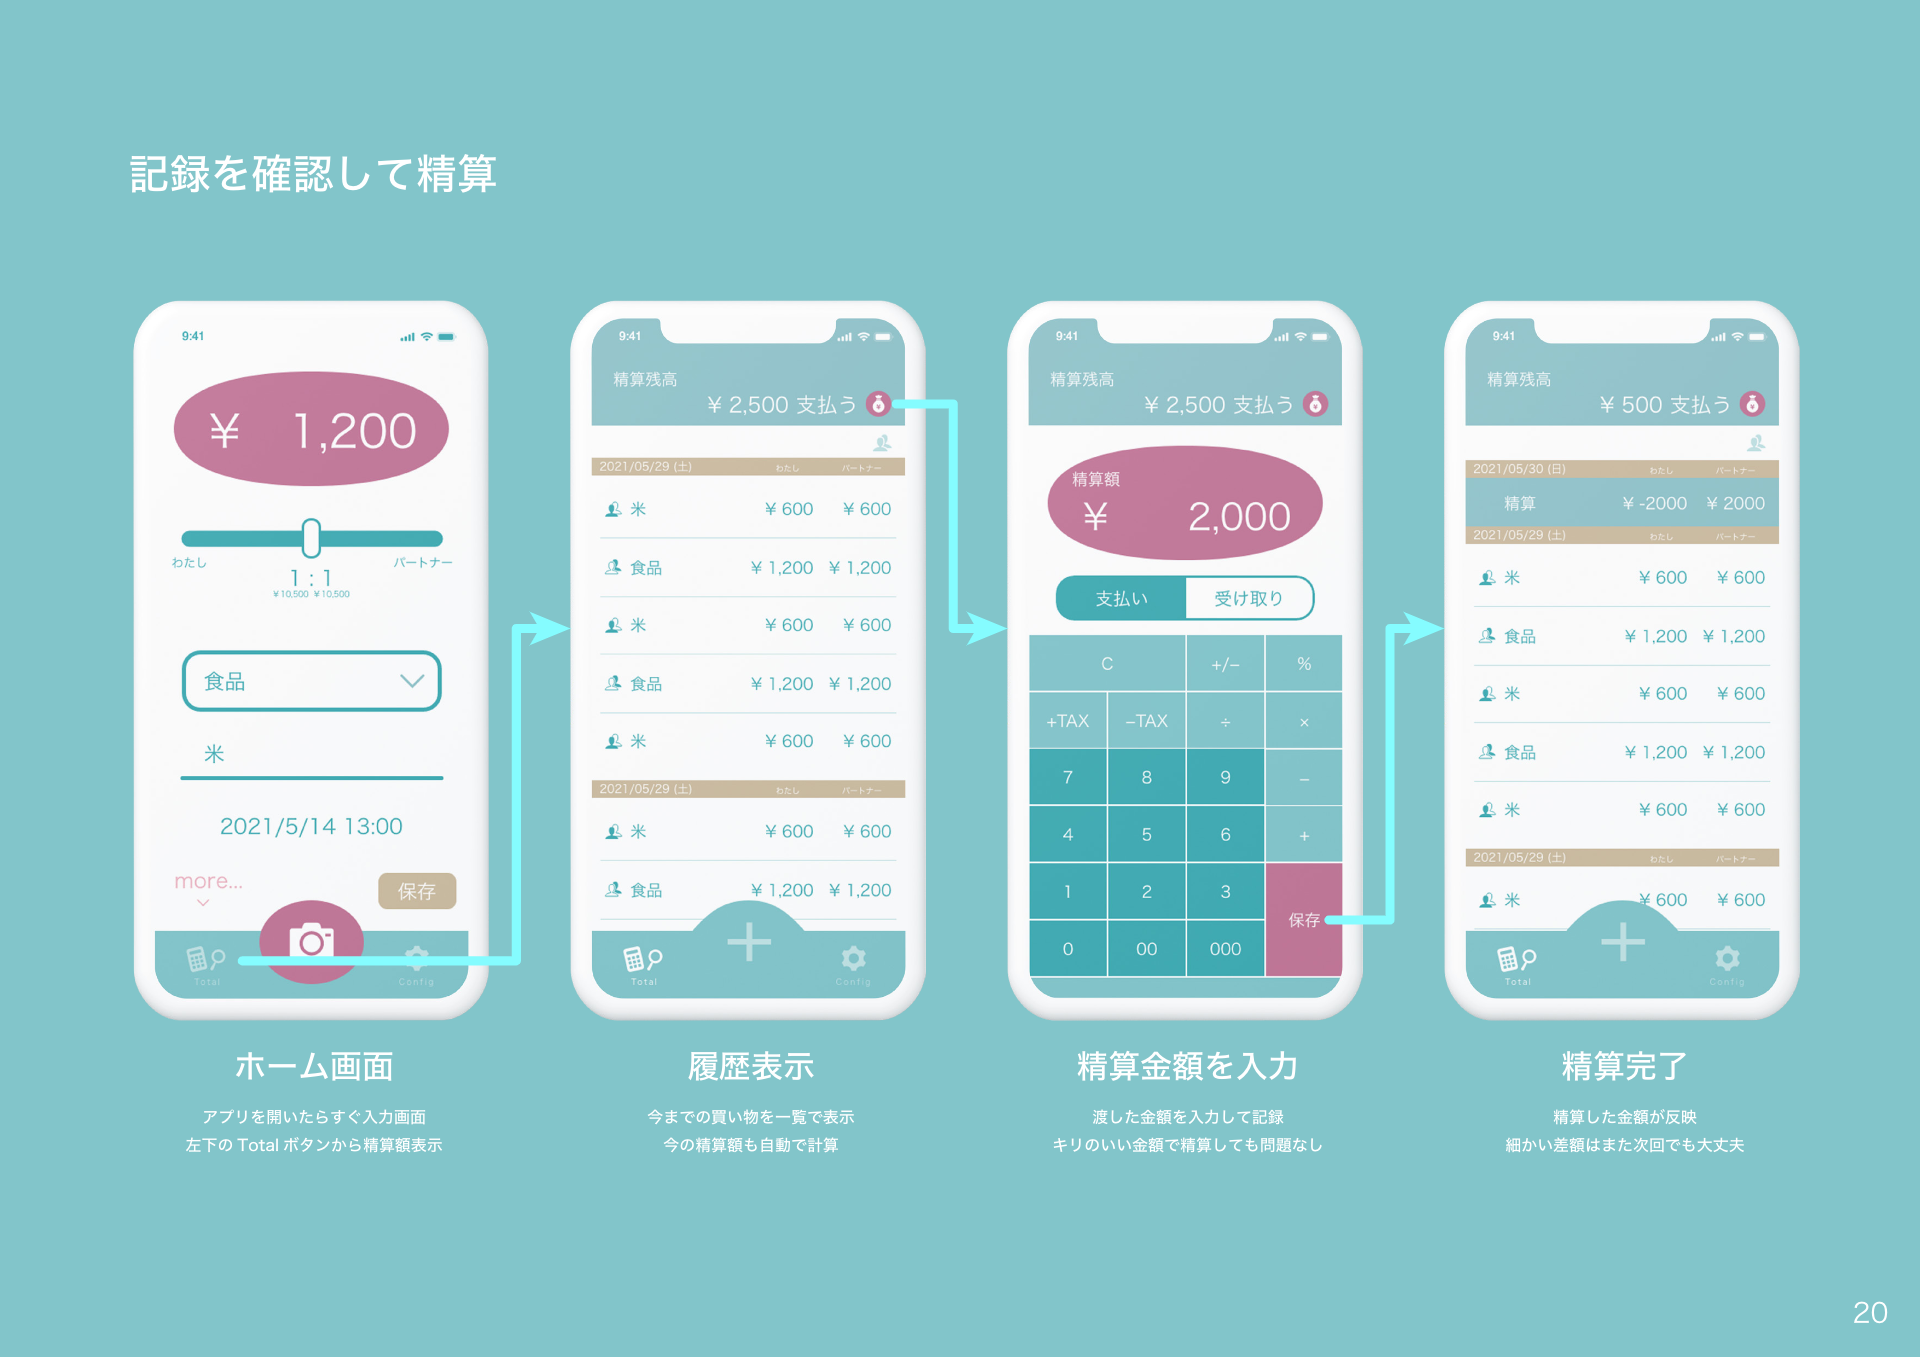 記録を確認して精算
9:41
¥ 1,200
わたし パートナー
1 : 1
¥10,500 ¥10,500
食品
米
2021/5/14 13:00
more...
保存
Total Config
ホーム画面
アプリを開いたらすぐ入力画面
左下の Total ボタンから精算額表示
9:41
精算残高
¥ 2,500 支払う
2021/05/29 (土) わたし パートナー
米 ¥ 600 ¥ 600
食品 ¥ 1,200 ¥ 1,200
米 ¥ 600 ¥ 600
食品 ¥ 1,200 ¥ 1,200
米 ¥ 600 ¥ 600
2021/05/29 (土) わたし パートナー
米 ¥ 600 ¥ 600
食品 ¥ 1,200 ¥ 1,200
Total Config
履歴表示
今までの買い物を一覧で表示
今の精算額も自動で計算
9:41
精算残高
¥ 2,500 支払う
精算額
¥ 2,000
支払い 受け取り
C +/− %
+TAX −TAX ÷ ×
7 8 9 −
4 5 6 +
1 2 3
保存
0 00 000
精算金額を入力
渡した金額を入力して記録
キリのいい金額で精算しても問題なし
9:41
精算残高
¥ 500 支払う
2021/05/30 (日) わたし パートナー
精算 ¥ -2000 ¥ 2000
2021/05/29 (土) わたし パートナー
米 ¥ 600 ¥ 600
食品 ¥ 1,200 ¥ 1,200
米 ¥ 600 ¥ 600
食品 ¥ 1,200 ¥ 1,200
米 ¥ 600 ¥ 600
2021/05/29 (土) わたし パートナー
米 ¥ 600 ¥ 600
Total Config
精算完了
精算した金額が反映
細かい差額はまた次回でも大丈夫
20